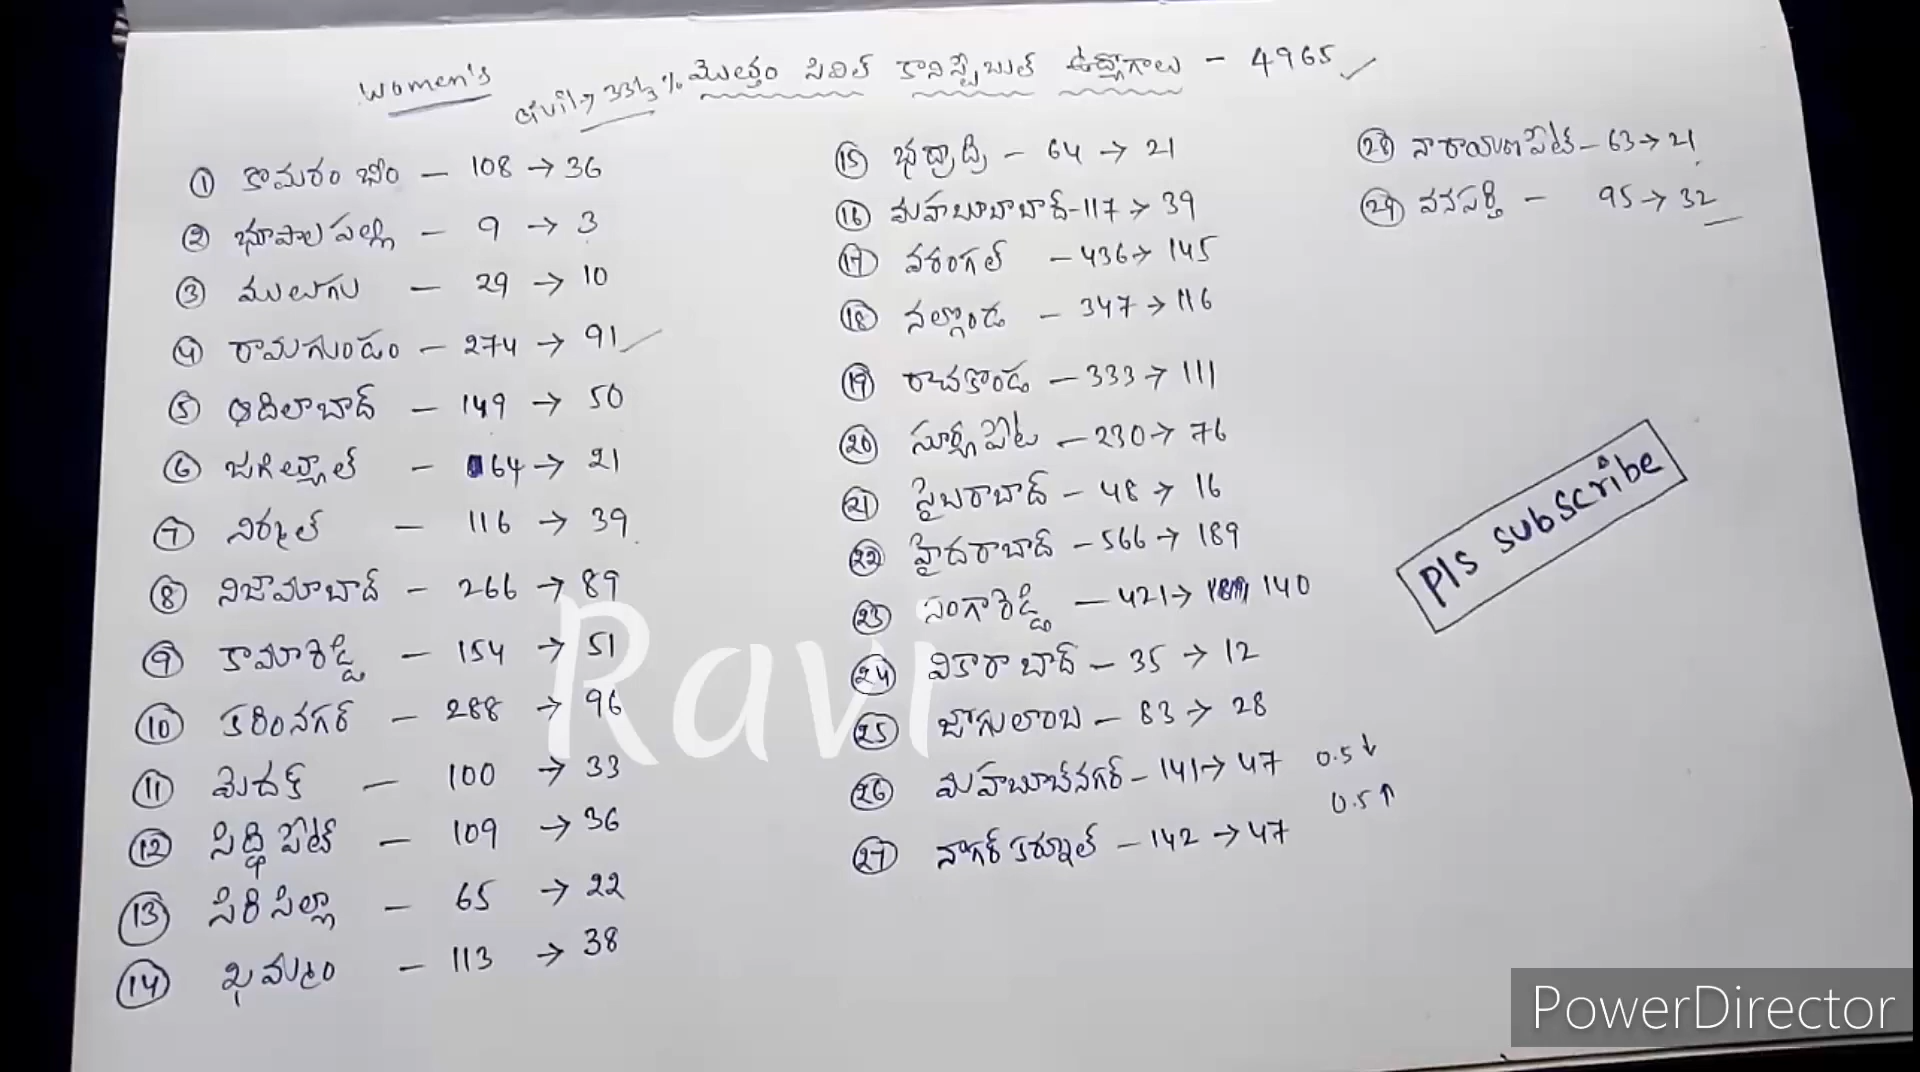 women's
civil→ 33⅓ % మొత్తం సివిల్ కానిస్టేబుల్ ఉద్యోగాలు - 4965
① కొమరం భీం - 108 → 36
② భూపాలపల్లి - 9 → 3
③ ములుగు - 29 → 10
④ రామగుండం - 274 → 91
⑤ ఆదిలాబాద్ - 149 → 50
⑥ జగిత్యాల్ - 64 → 21
⑦ నిర్మల్ - 116 → 39
⑧ నిజామాబాద్ - 266 → 89
⑨ కామారెడ్డి - 154 → 51
⑩ కరీంనగర్ - 288 → 96
⑪ మెదక్ - 100 → 33
⑫ సిద్ధిపేట్ - 109 → 36
⑬ సిరిసిల్లా - 65 → 22
⑭ ఖమ్మం - 113 → 38
⑮ భద్రాద్రి - 64 → 21
⑯ మహబూబాబాద్-117 → 39
⑰ వరంగల్ - 436→ 145
⑱ నల్గొండ - 347 → 116
⑲ రాచకొండ - 333 → 111
⑳ సూర్యాపేట - 230→ 76
㉑ సైబరాబాద్ - 48 → 16
㉒ హైదరాబాద్ - 566 → 189
㉓ సంగారెడ్డి - 421→ 140
㉔ వికారాబాద్ - 35 → 12
㉕ జోగులాంబ - 83 → 28
㉖ మహబూబ్‌నగర్ - 141→ 47 0.5↓
0.5↑
㉗ నాగర్ కర్నూల్ - 142 → 47
㉘ నారాయణపేట్ - 63→ 21
㉙ వనపర్తి - 95 → 32
Pls subscribe
Ravi
PowerDirector